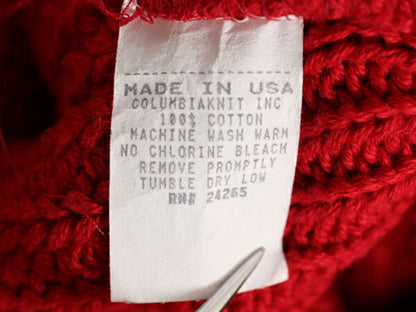 MADE IN USA
COLUMBIAKNIT INC
100% COTTON
MACHINE WASH WARM
NO CHLORINE BLEACH
REMOVE PROMPTLY
TUMBLE DRY LOW
RN# 24265